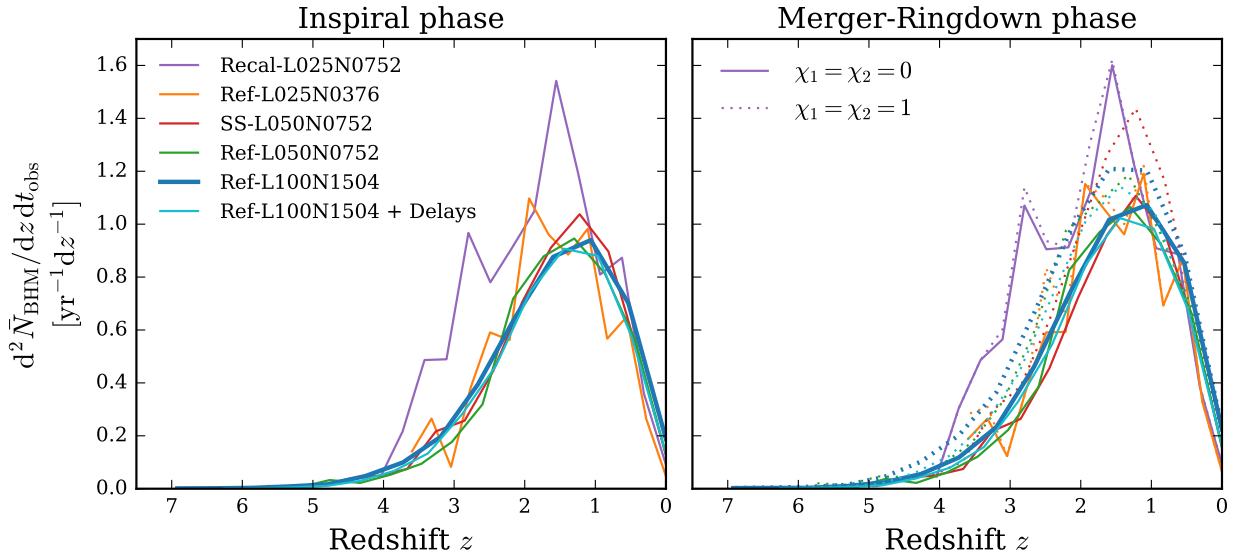 Inspiral phase
Merger-Ringdown phase
d² N̄_BHM/dz dt_obs
[yr⁻¹dz⁻¹]
1.6
1.4
1.2
1.0
0.8
0.6
0.4
0.2
0.0
Recal-L025N0752
Ref-L025N0376
SS-L050N0752
Ref-L050N0752
Ref-L100N1504
Ref-L100N1504 + Delays
χ₁ = χ₂ = 0
χ₁ = χ₂ = 1
7 6 5 4 3 2 1 0
7 6 5 4 3 2 1 0
Redshift z
Redshift z